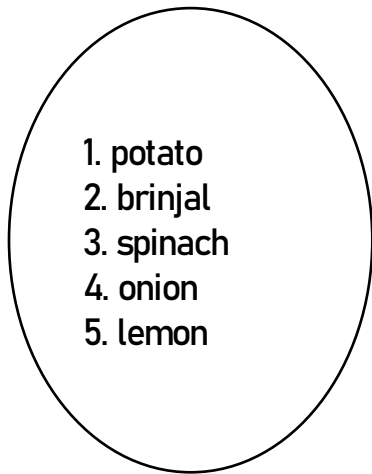 1. potato
2. brinjal
3. spinach
4. onion
5. lemon